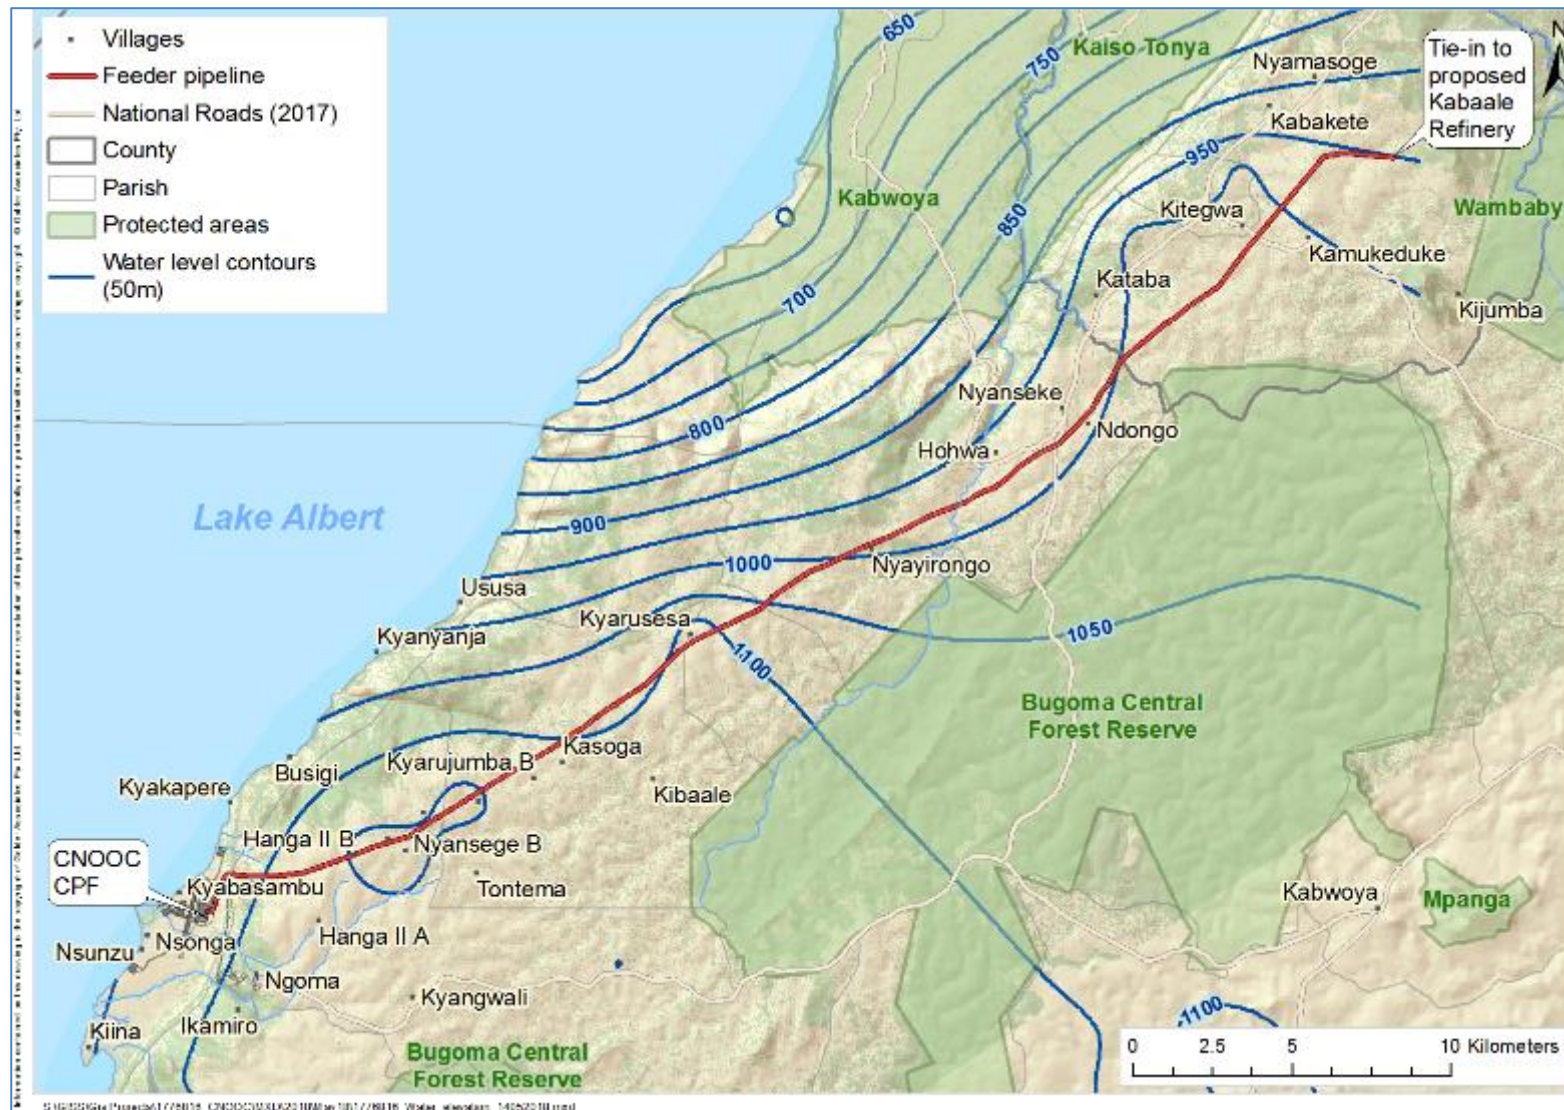 Villages
Feeder pipeline
National Roads (2017)
County
Parish
Protected areas
Water level contours
(50m)
650
750
Kaiso Tonya
Nyamasoge
Tie-in to
proposed
Kabaale
Refinery
N
Kabakete
950
Kabwoya
850
Kitegwa
Wambaby
Kamukeduke
Kataba
700
Kijumba
Nyanseke
800
Ndongo
Hohwa
Lake Albert
900
1000
Nyayirongo
Ususa
Kyarusesa
Kyanyanja
1050
1100
Bugoma Central
Forest Reserve
Kasoga
Kyarujumba B
Busigi
Kyakapere
Kibaale
Hanga II B
Nyansege B
CNOOC
CPF
Kyabasambu
Tontema
Kabwoya
Mpanga
Hanga II A
Nsonga
Nsunzu
Ngoma
Kyangwali
1100
Kiina
Ikamiro
Bugoma Central
Forest Reserve
0 2.5 5 10 Kilometers